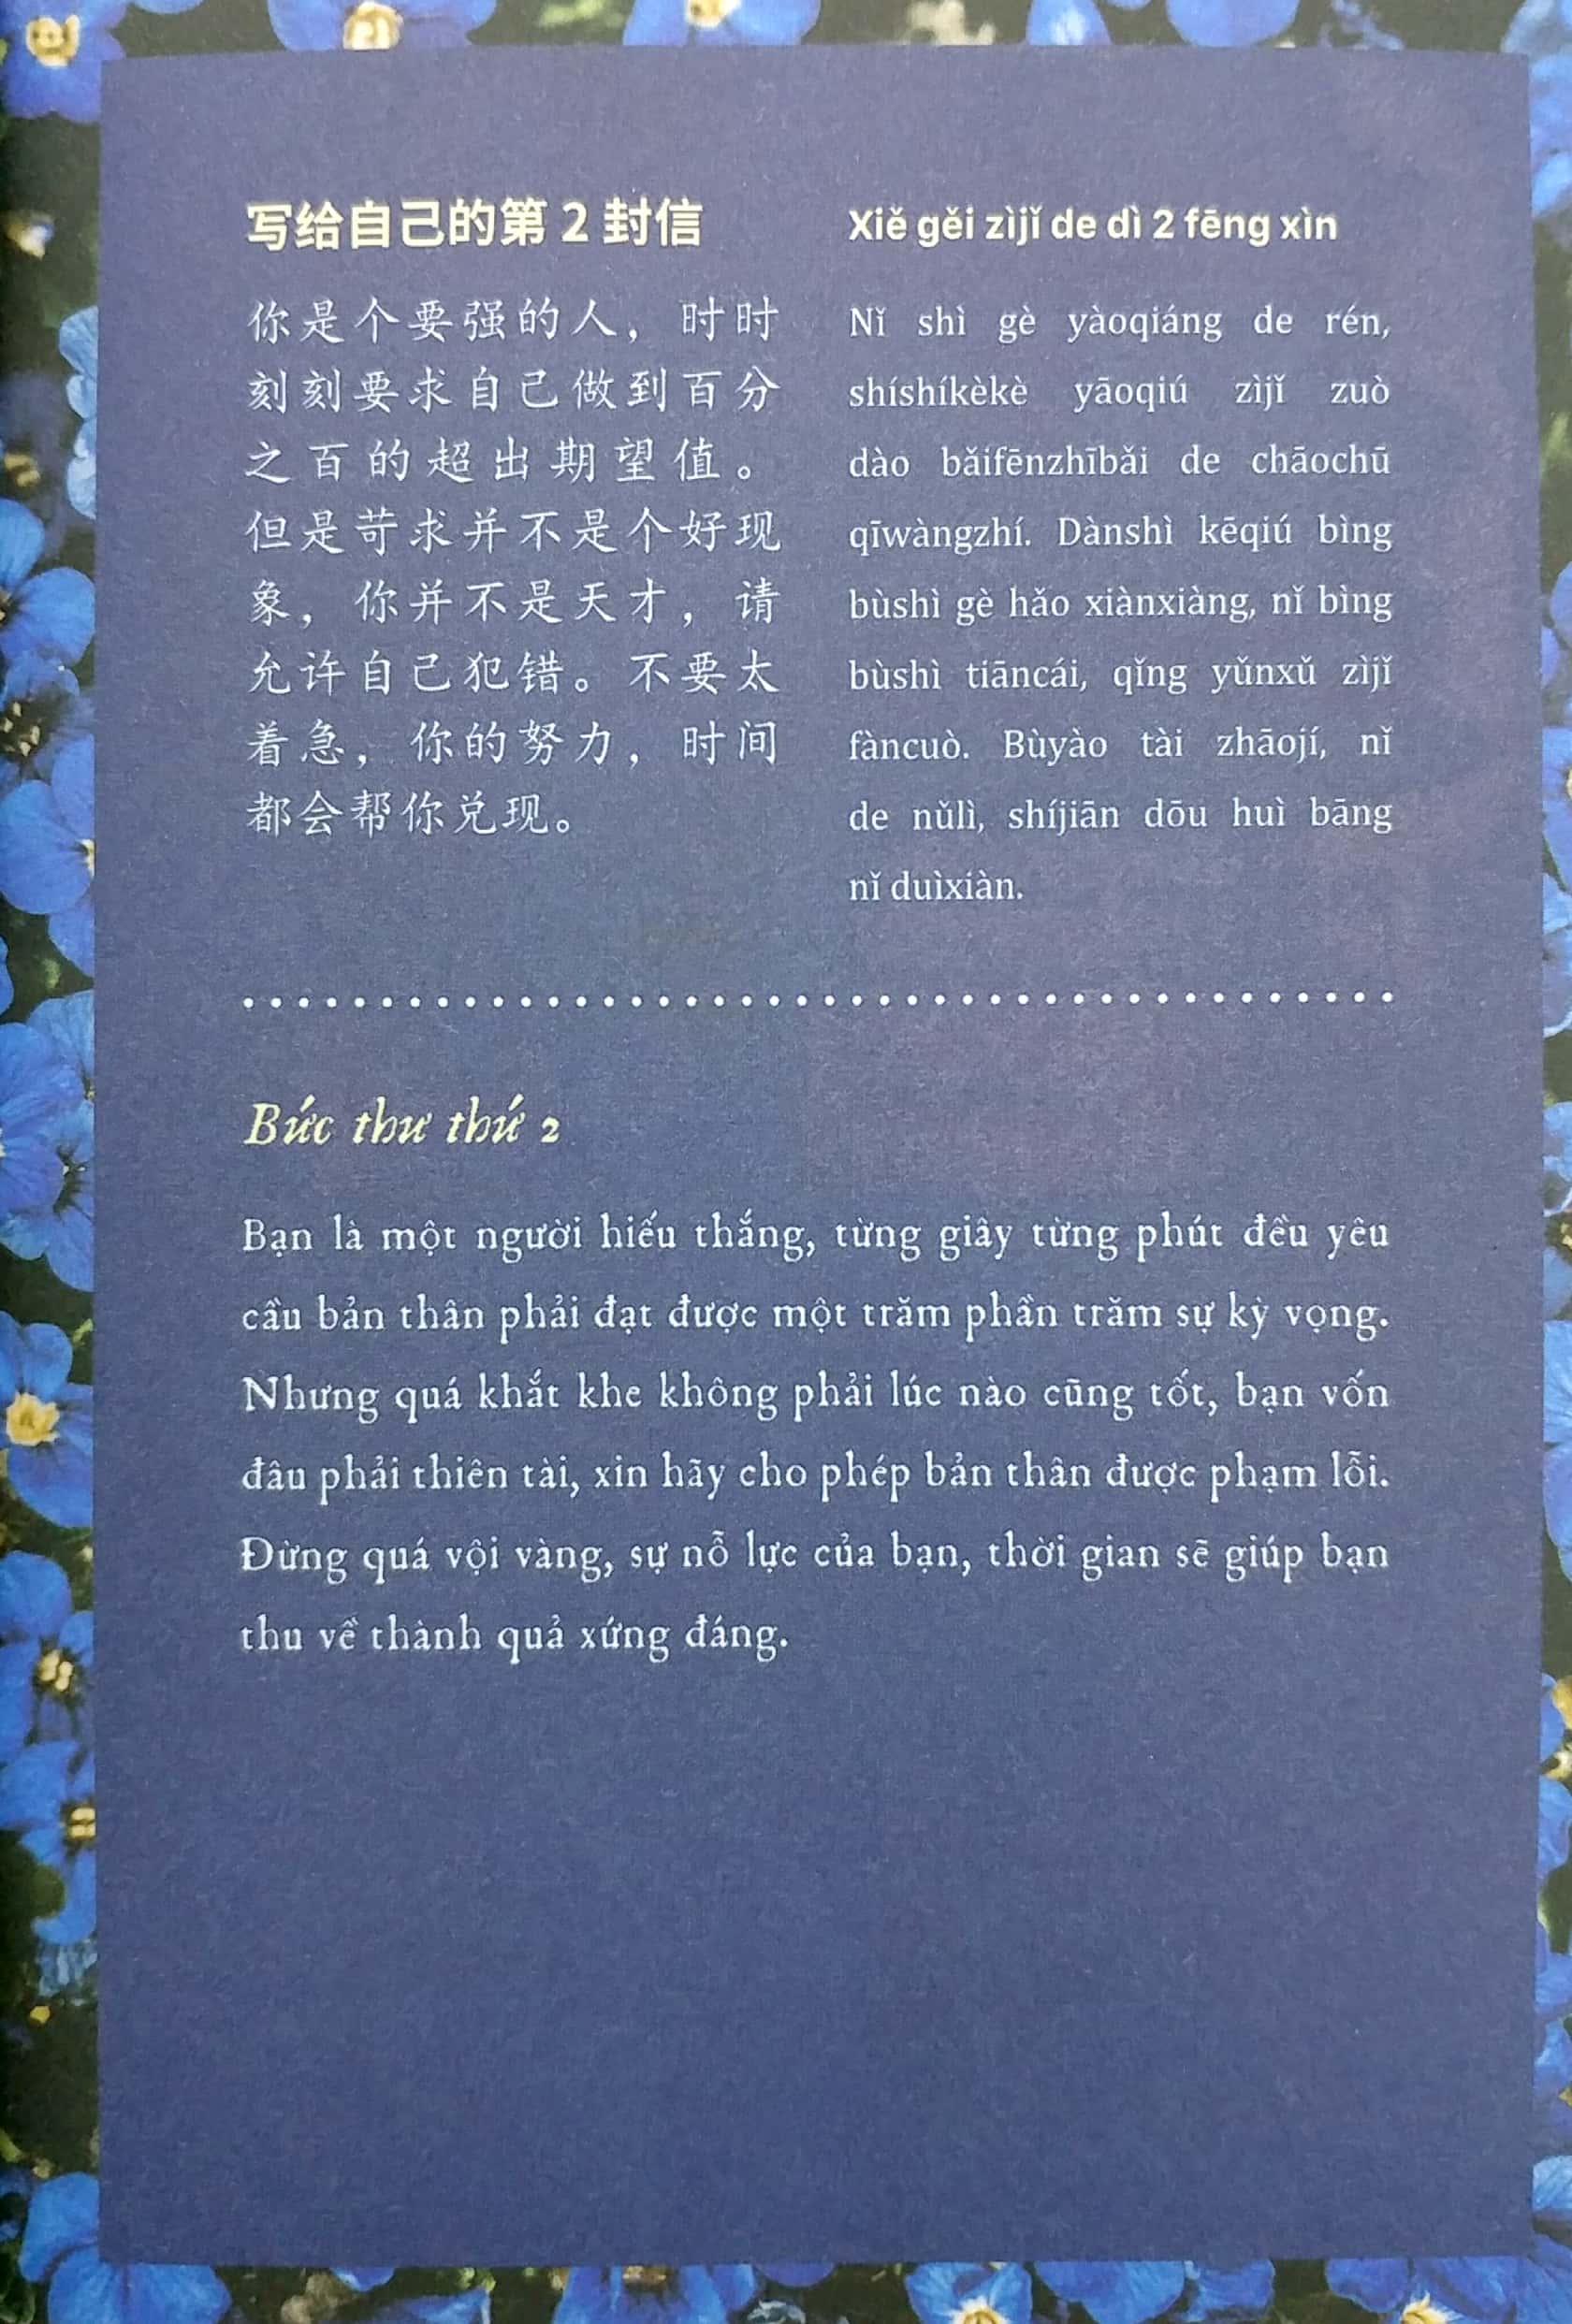 写给自己的第 2 封信
你是个要强的人，时时
刻刻要求自己做到百分
之百的超出期望值。
但是苛求并不是个好现
象，你并不是天才，请
允许自己犯错。不要太
着急，你的努力，时间
都会帮你兑现。
Xiě gěi zìjǐ de dì 2 fēng xìn
Nǐ shì gè yàoqiáng de rén,
shíshíkèkè yāoqiú zìjǐ zuò
dào bǎifēnzhībǎi de chāochū
qīwàngzhí. Dànshì kēqiú bìng
bùshì gè hǎo xiànxiàng, nǐ bìng
bùshì tiāncái, qǐng yǔnxǔ zìjǐ
fàncuò. Bùyào tài zhāojí, nǐ
de nǔlì, shíjiān dōu huì bāng
nǐ duìxiàn.
Bức thư thứ 2
Bạn là một người hiếu thắng, từng giây từng phút đều yêu
cầu bản thân phải đạt được một trăm phần trăm sự kỳ vọng.
Nhưng quá khắt khe không phải lúc nào cũng tốt, bạn vốn
đâu phải thiên tài, xin hãy cho phép bản thân được phạm lỗi.
Đừng quá vội vàng, sự nỗ lực của bạn, thời gian sẽ giúp bạn
thu về thành quả xứng đáng.